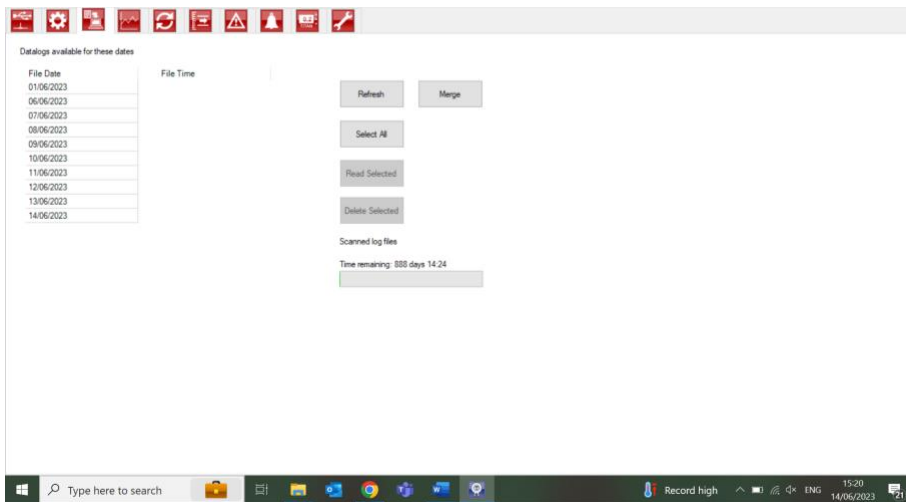 Datalogs available for these dates
File Date File Time
01/06/2023
06/06/2023
07/06/2023
08/06/2023
09/06/2023
10/06/2023
11/06/2023
12/06/2023
13/06/2023
14/06/2023
Refresh Merge
Select All
Read Selected
Delete Selected
Scanned log files
Time remaining: 888 days 14:24
Type here to search
Record high
ENG
15:20
14/06/2023
21